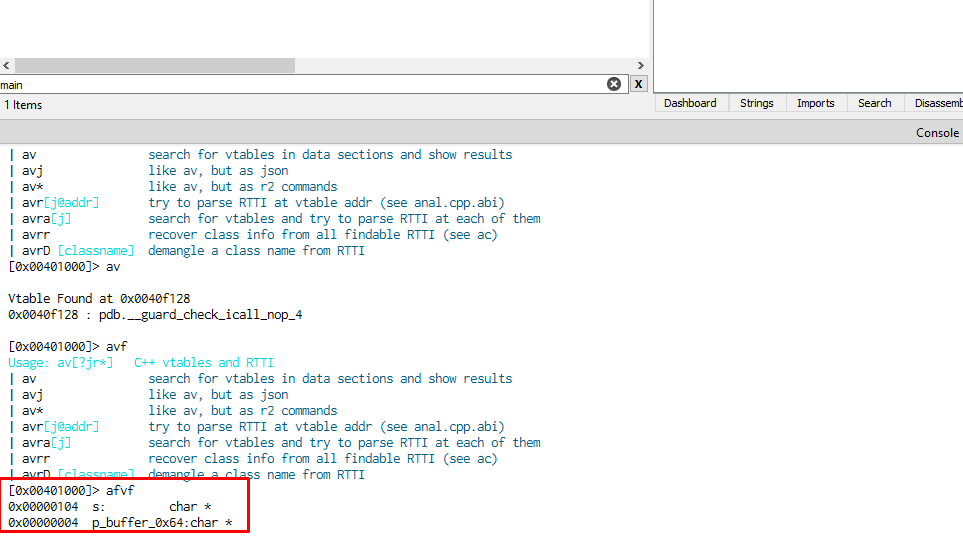 main
X
1 Items
Dashboard Strings Imports Search Disassemb
Console
| av search for vtables in data sections and show results
| avj like av, but as json
| av* like av, but as r2 commands
| avr[j@addr] try to parse RTTI at vtable addr (see anal.cpp.abi)
| avra[j] search for vtables and try to parse RTTI at each of them
| avrr recover class info from all findable RTTI (see ac)
| avrD [classname] demangle a class name from RTTI
[0x00401000]> av
Vtable Found at 0x0040f128
0x0040f128 : pdb.__guard_check_icall_nop_4
[0x00401000]> avf
Usage: av[?jr*] C++ vtables and RTTI
| av search for vtables in data sections and show results
| avj like av, but as json
| av* like av, but as r2 commands
| avr[j@addr] try to parse RTTI at vtable addr (see anal.cpp.abi)
| avra[j] search for vtables and try to parse RTTI at each of them
| avrr recover class info from all findable RTTI (see ac)
| avrD [classname] demangle a class name from RTTI
[0x00401000]> afvf
0x00000104 s: char *
0x00000004 p_buffer_0x64:char *